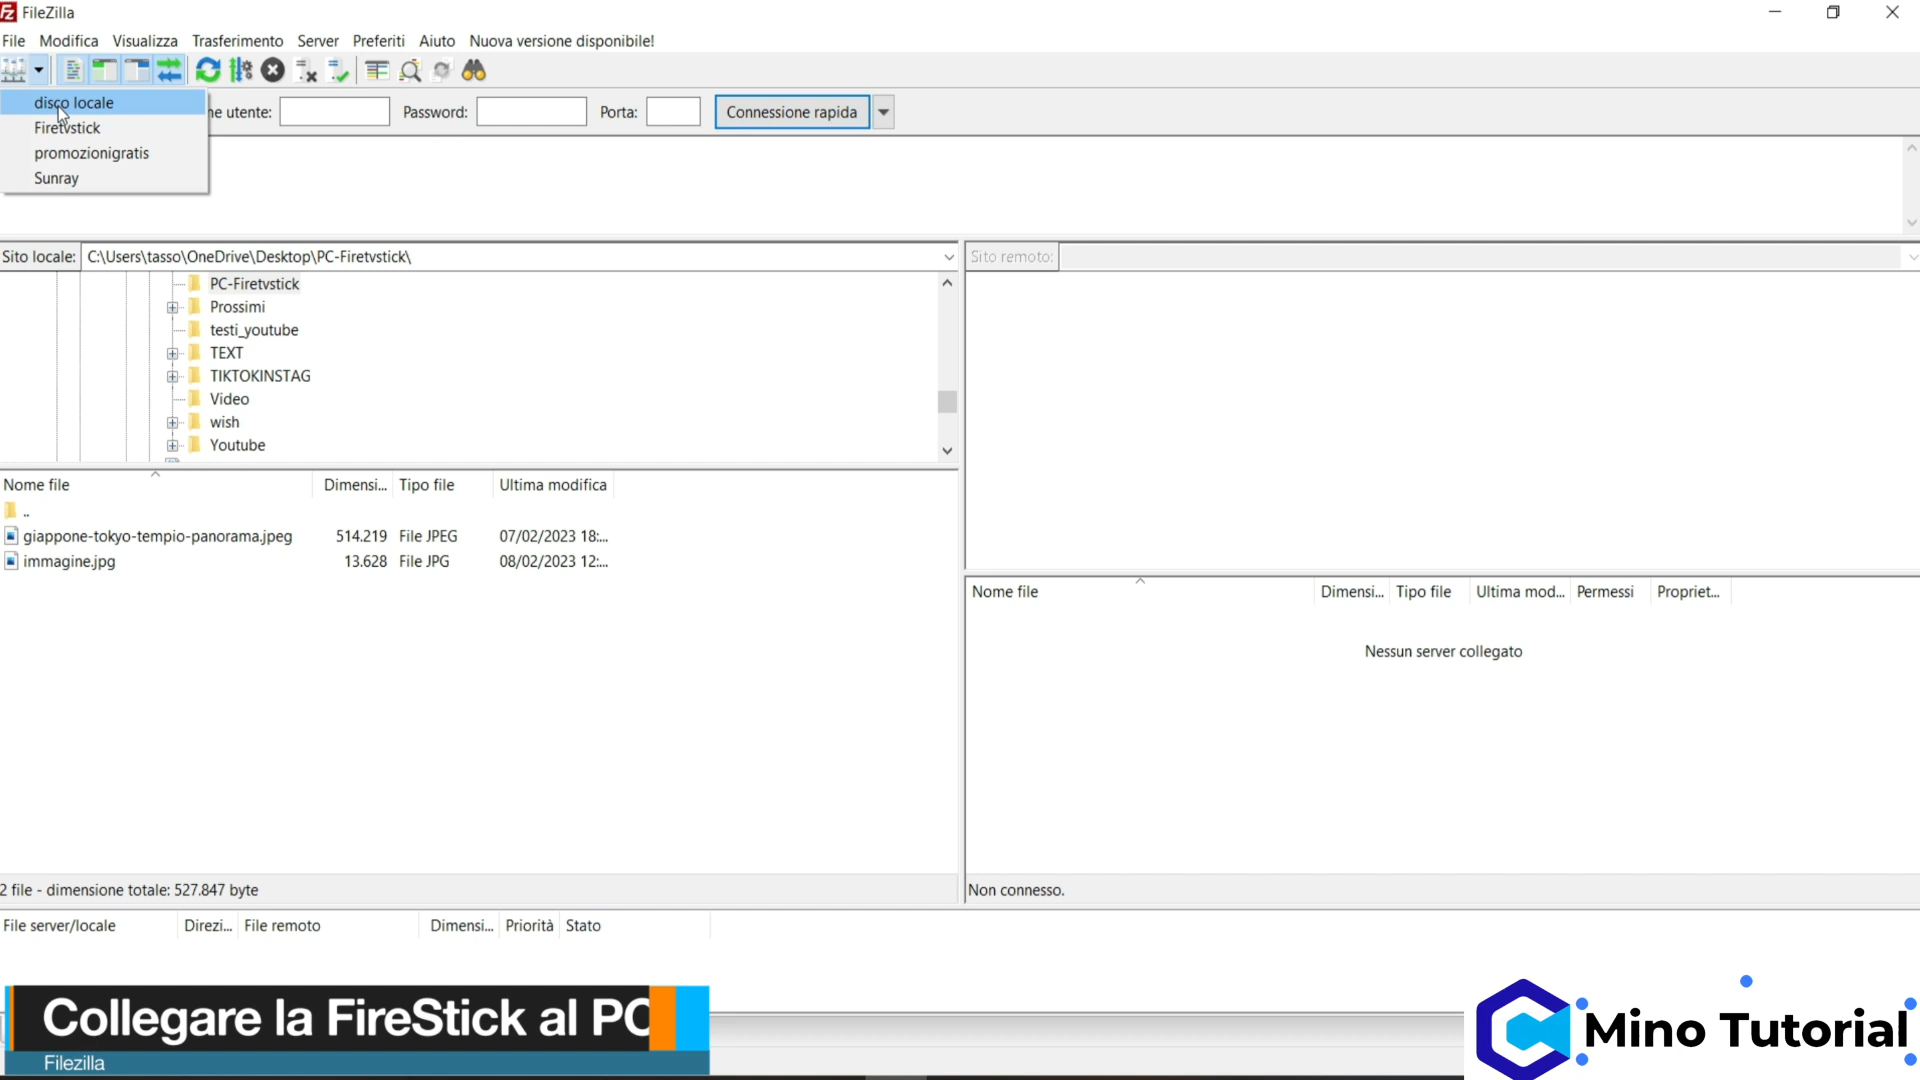 FileZilla
File Modifica Visualizza Trasferimento Server Preferiti Aiuto Nuova versione disponibile!
disco locale
Firetvstick
promozionigratis
Sunray
utente: Password: Porta: Connessione rapida
Sito locale: C:\Users\tasso\OneDrive\Desktop\PC-Firetvstick\
Sito remoto:
PC-Firetvstick
Prossimi
testi_youtube
TEXT
TIKTOKINSTAG
Video
wish
Youtube
Nome file Dimensi... Tipo file Ultima modifica
..
giappone-tokyo-tempio-panorama.jpeg 514.219 File JPEG 07/02/2023 18:...
immagine.jpg 13.628 File JPG 08/02/2023 12:...
Nome file Dimensi... Tipo file Ultima mod... Permessi Propriet...
Nessun server collegato
2 file - dimensione totale: 527.847 byte
Non connesso.
File server/locale Direzi... File remoto Dimensi... Priorità Stato
Collegare la FireStick al PC
Filezilla
Mino Tutorial